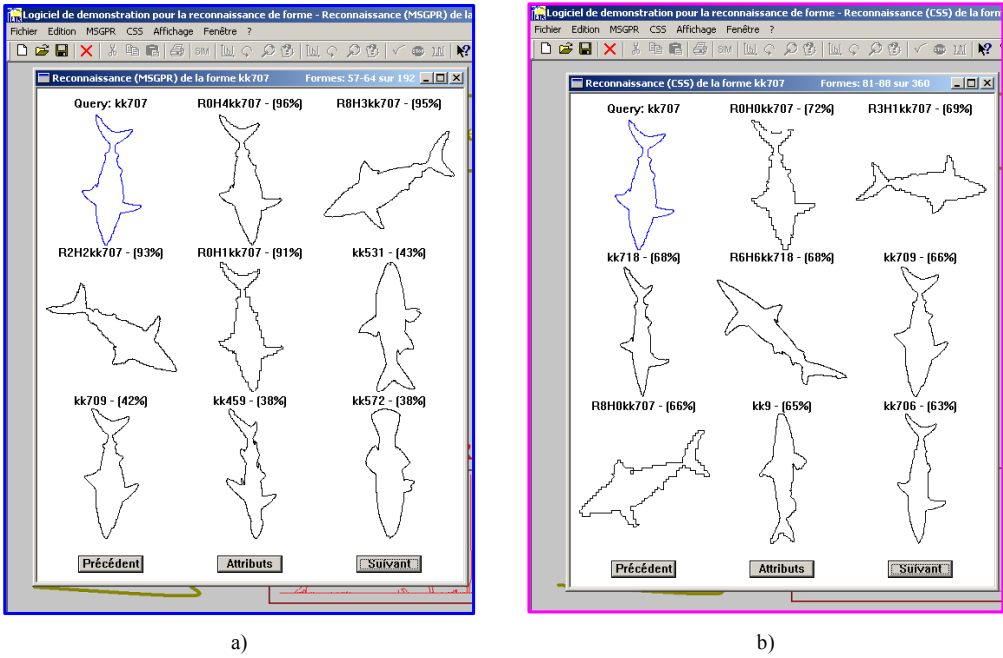 Logiciel de demonstration pour la reconnaissance de forme - Reconnaissance (MSGPR) de la
Fichier Edition MSGPR CSS Affichage Fenêtre ?
SIM
Reconnaissance (MSGPR) de la forme kk707 Formes: 57-64 sur 192
Query: kk707 R0H4kk707 - (96%) R8H3kk707 - (95%)
R2H2kk707 - (93%) R0H1kk707 - (91%) kk531 - (43%)
kk709 - (42%) kk459 - (38%) kk572 - (38%)
Précédent Attributs Suivant
a)
Logiciel de demonstration pour la reconnaissance de forme - Reconnaissance (CSS) de la form
Fichier Edition MSGPR CSS Affichage Fenêtre ?
SIM
Reconnaissance (CSS) de la forme kk707 Formes: 81-88 sur 360
Query: kk707 R0H0kk707 - (72%) R3H1kk707 - (69%)
kk718 - (68%) R6H6kk718 - (68%) kk709 - (66%)
R8H0kk707 - (66%) kk9 - (65%) kk706 - (63%)
Précédent Attributs Suivant
b)